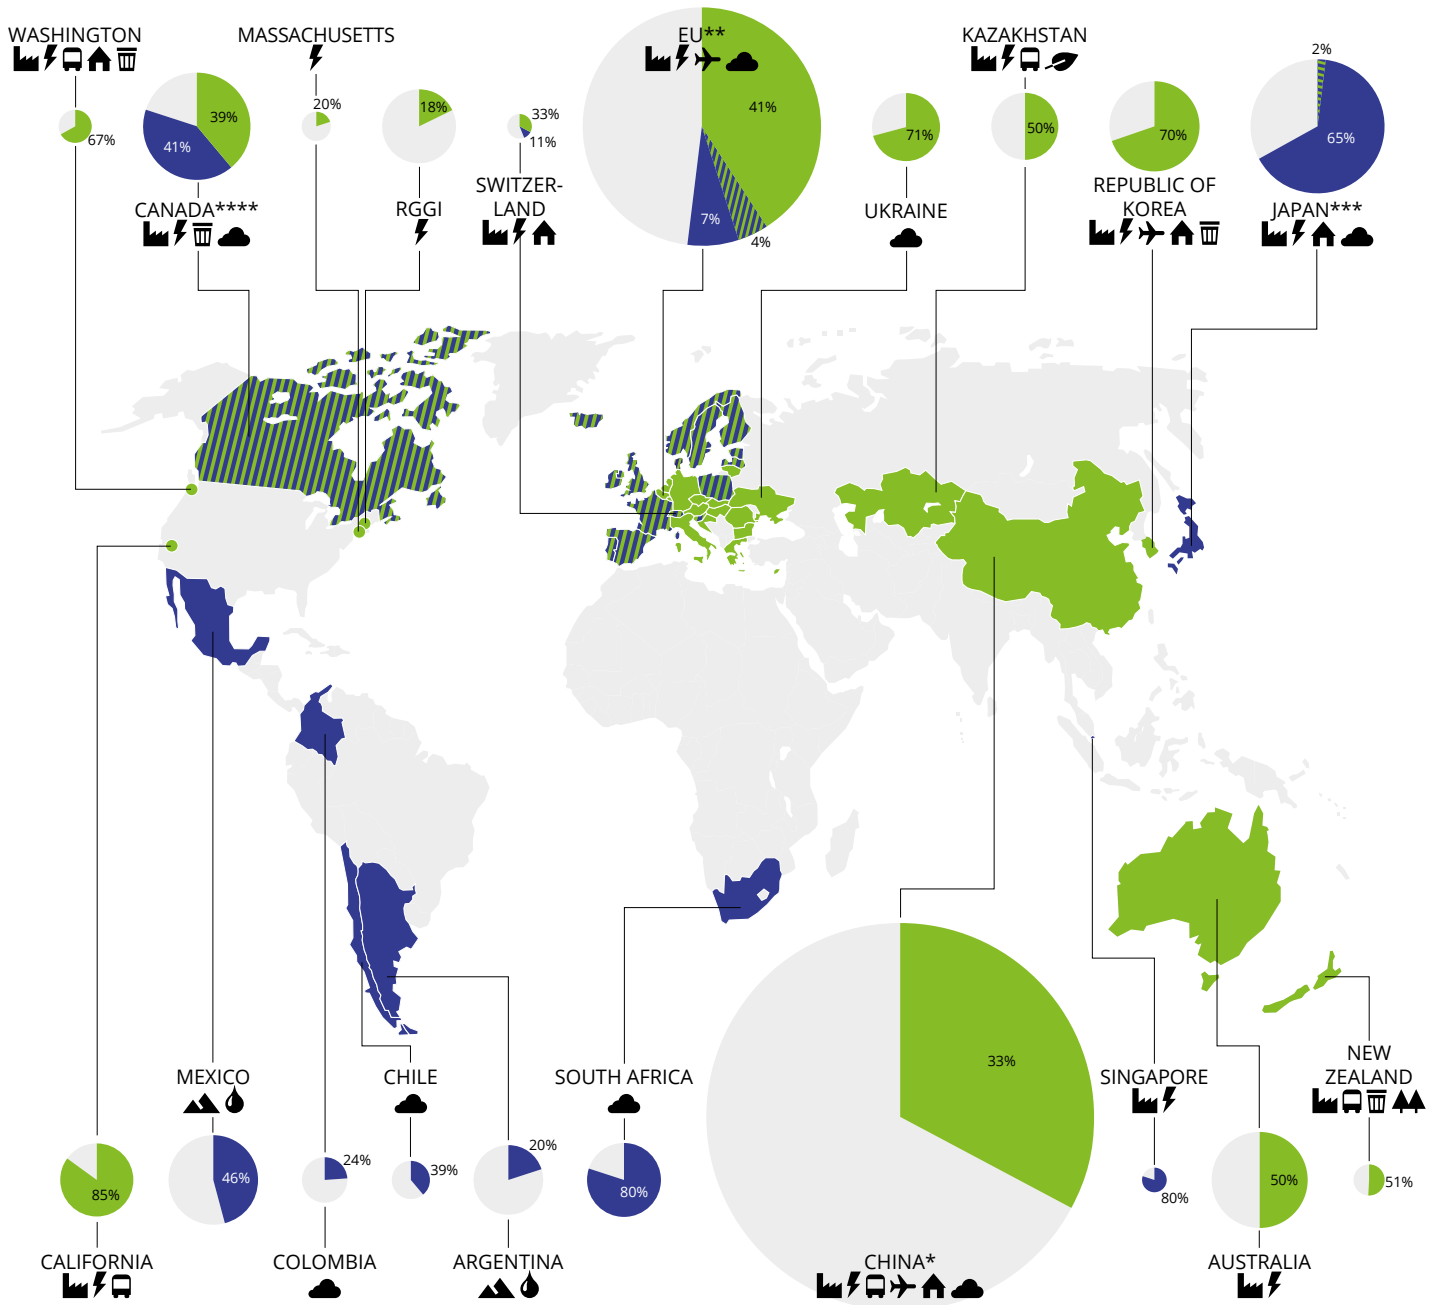 WASHINGTON
67%
39%
41%
CANADA****
MASSACHUSETTS
20%
18%
RGGI
33%
11%
SWITZER-
LAND
EU**
41%
7%
4%
71%
UKRAINE
KAZAKHSTAN
50%
70%
REPUBLIC OF
KOREA
2%
65%
JAPAN***
85%
CALIFORNIA
MEXICO
46%
24%
COLOMBIA
CHILE
39%
20%
ARGENTINA
SOUTH AFRICA
80%
33%
CHINA*
SINGAPORE
80%
50%
AUSTRALIA
NEW
ZEALAND
51%